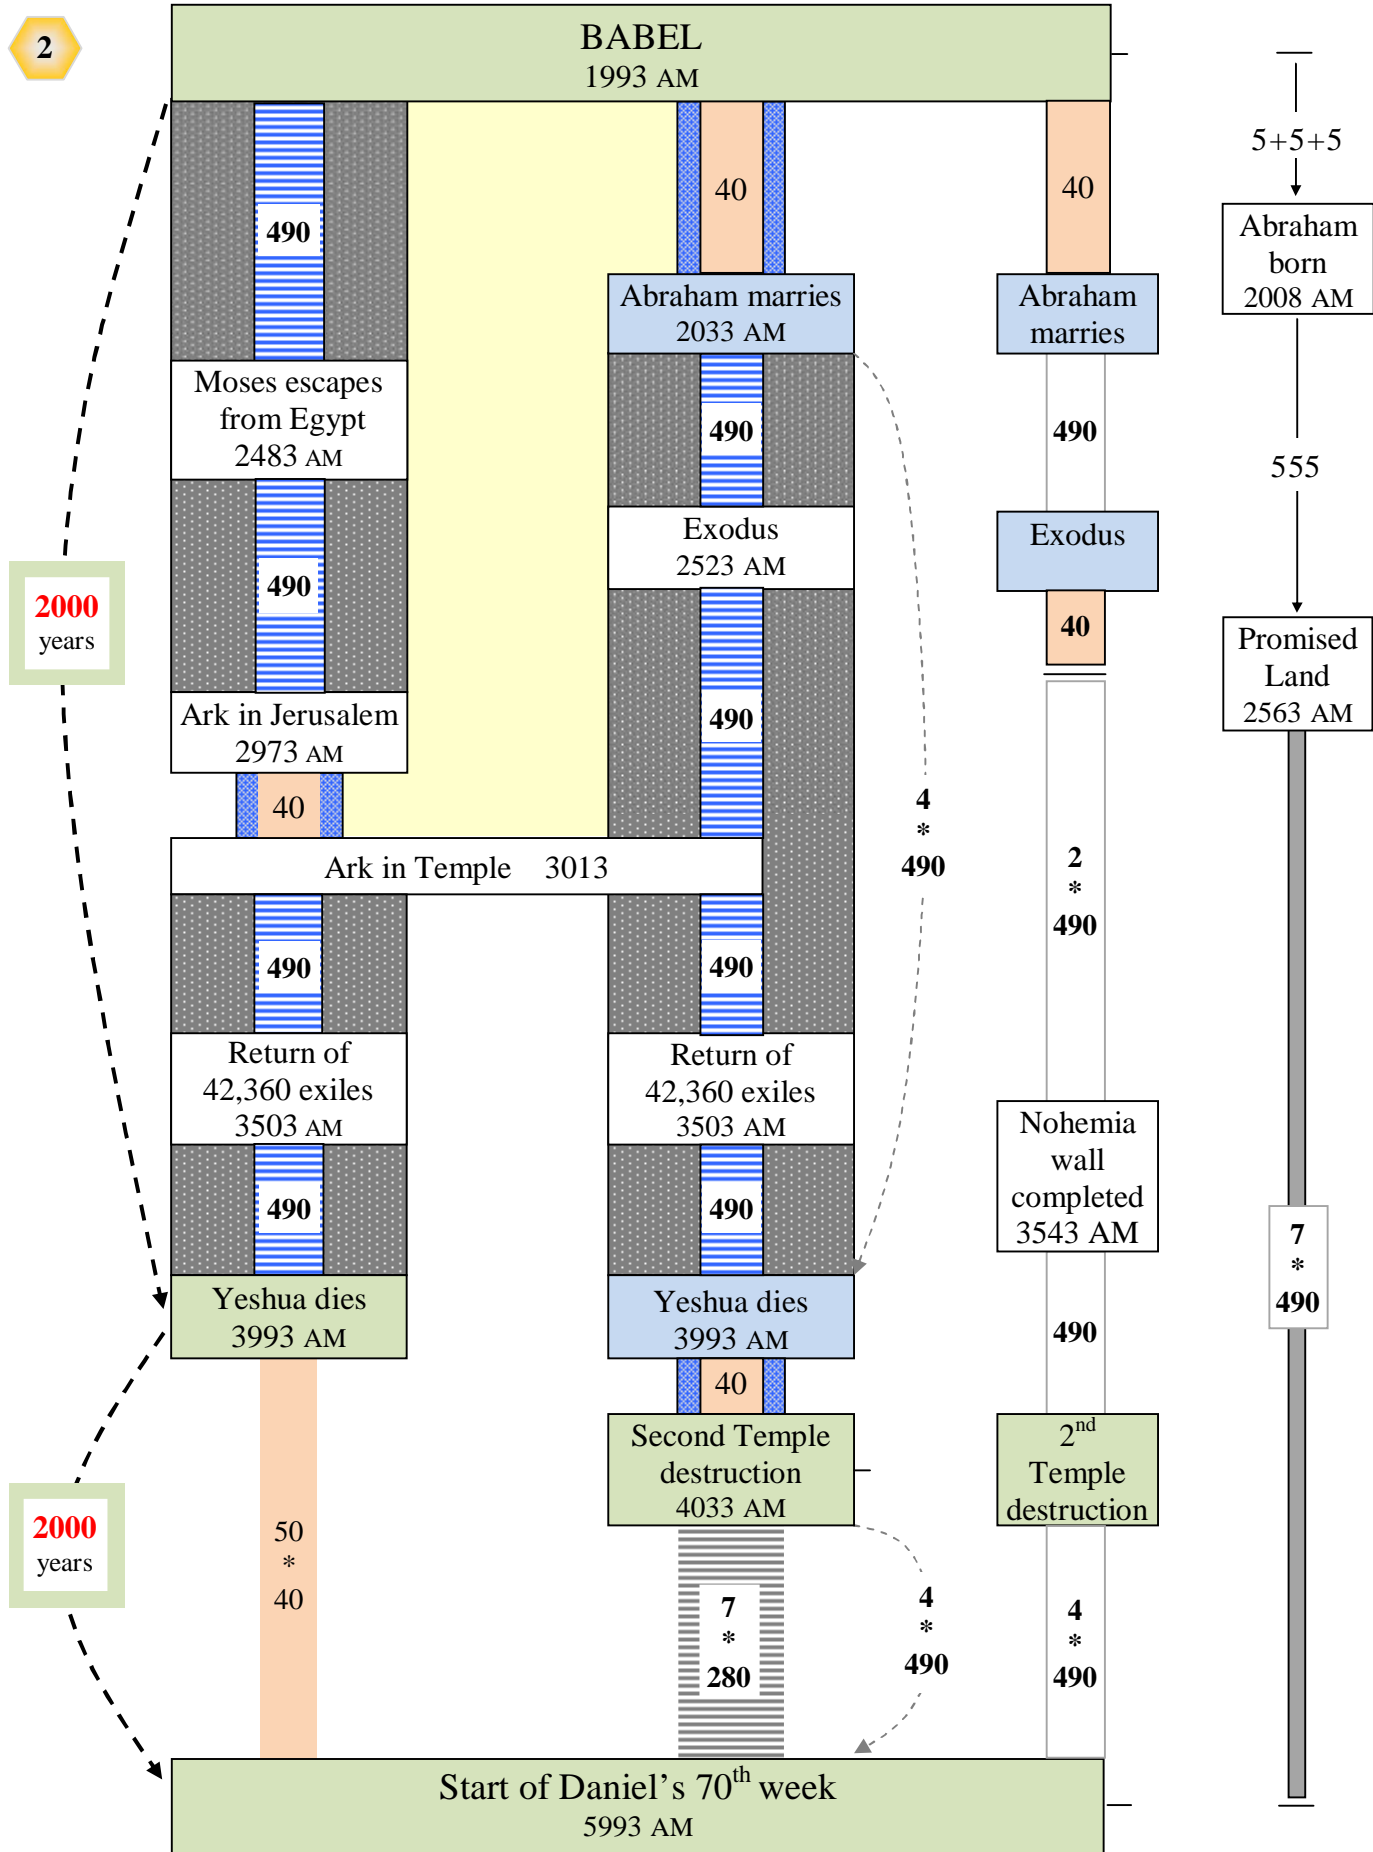 2
BABEL
1993 AM
5+5+5
40
40
490
Abraham
born
2008 AM
Abraham marries
2033 AM
Abraham
marries
Moses escapes
from Egypt
2483 AM
490
490
555
Exodus
2523 AM
Exodus
490
2000
years
40
Promised
Land
2563 AM
Ark in Jerusalem
2973 AM
490
40
4
*
490
2
*
490
Ark in Temple 3013
490
490
Return of
42,360 exiles
3503 AM
Return of
42,360 exiles
3503 AM
Nohemia
wall
completed
3543 AM
490
490
7
*
490
Yeshua dies
3993 AM
Yeshua dies
3993 AM
490
40
Second Temple
destruction
4033 AM
2nd
Temple
destruction
2000
years
50
*
40
7
*
280
4
*
490
4
*
490
Start of Daniel’s 70th week
5993 AM